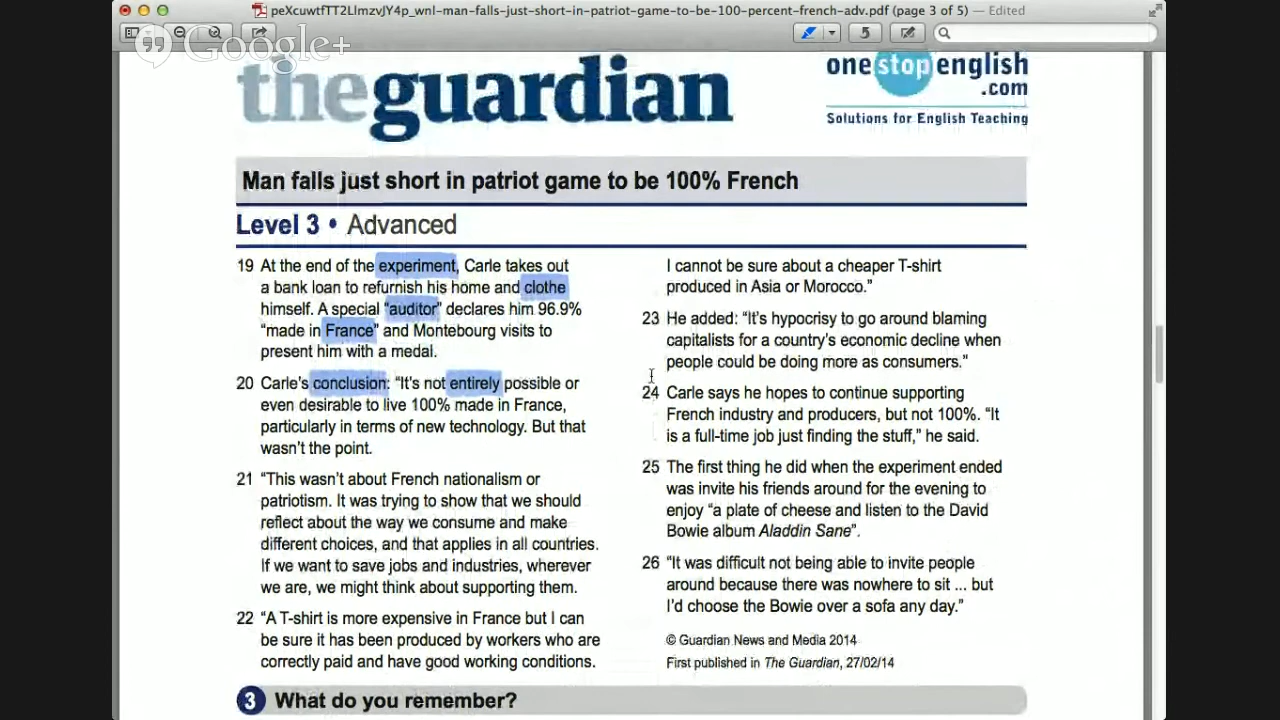 peXcuwtfTT2LlmzvJY4p_wnl-man-falls-just-short-in-patriot-game-to-be-100-percent-french-adv.pdf (page 3 of 5) — Edited
Google+
theguardian
onestopenglish
.com
Solutions for English Teaching
Man falls just short in patriot game to be 100% French
Level 3 • Advanced
19 At the end of the experiment, Carle takes out
a bank loan to refurnish his home and clothe
himself. A special “auditor” declares him 96.9%
“made in France” and Montebourg visits to
present him with a medal.
20 Carle’s conclusion: “It’s not entirely possible or
even desirable to live 100% made in France,
particularly in terms of new technology. But that
wasn’t the point.
21 “This wasn’t about French nationalism or
patriotism. It was trying to show that we should
reflect about the way we consume and make
different choices, and that applies in all countries.
If we want to save jobs and industries, wherever
we are, we might think about supporting them.
22 “A T-shirt is more expensive in France but I can
be sure it has been produced by workers who are
correctly paid and have good working conditions.
I cannot be sure about a cheaper T-shirt
produced in Asia or Morocco.”
23 He added: “It’s hypocrisy to go around blaming
capitalists for a country’s economic decline when
people could be doing more as consumers.”
24 Carle says he hopes to continue supporting
French industry and producers, but not 100%. “It
is a full-time job just finding the stuff,” he said.
25 The first thing he did when the experiment ended
was invite his friends around for the evening to
enjoy “a plate of cheese and listen to the David
Bowie album Aladdin Sane”.
26 “It was difficult not being able to invite people
around because there was nowhere to sit ... but
I’d choose the Bowie over a sofa any day.”
© Guardian News and Media 2014
First published in The Guardian, 27/02/14
3 What do you remember?